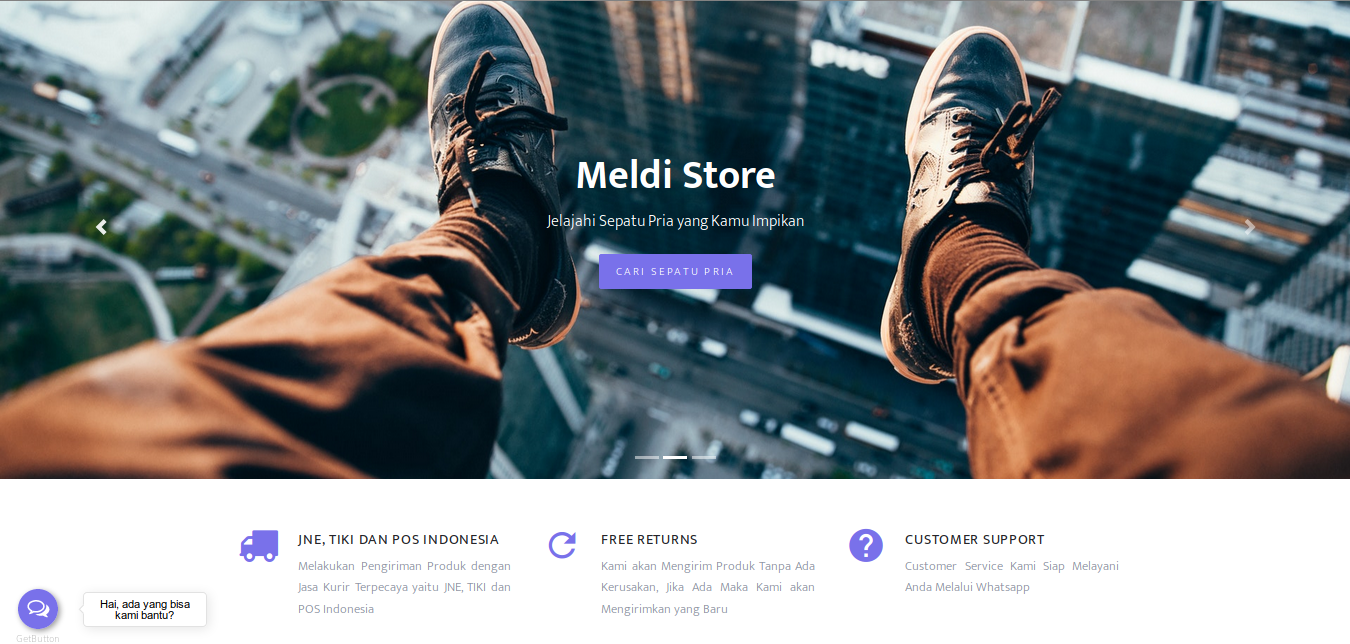 pwc
Meldi Store
Jelajahi Sepatu Pria yang Kamu Impikan
CARI SEPATU PRIA
JNE, TIKI DAN POS INDONESIA
Melakukan Pengiriman Produk dengan
Jasa Kurir Terpecaya yaitu JNE, TIKI dan
POS Indonesia
FREE RETURNS
Kami akan Mengirim Produk Tanpa Ada
Kerusakan, Jika Ada Maka Kami akan
Mengirimkan yang Baru
CUSTOMER SUPPORT
Customer Service Kami Siap Melayani
Anda Melalui Whatsapp
Hai, ada yang bisa
kami bantu?
GetButton